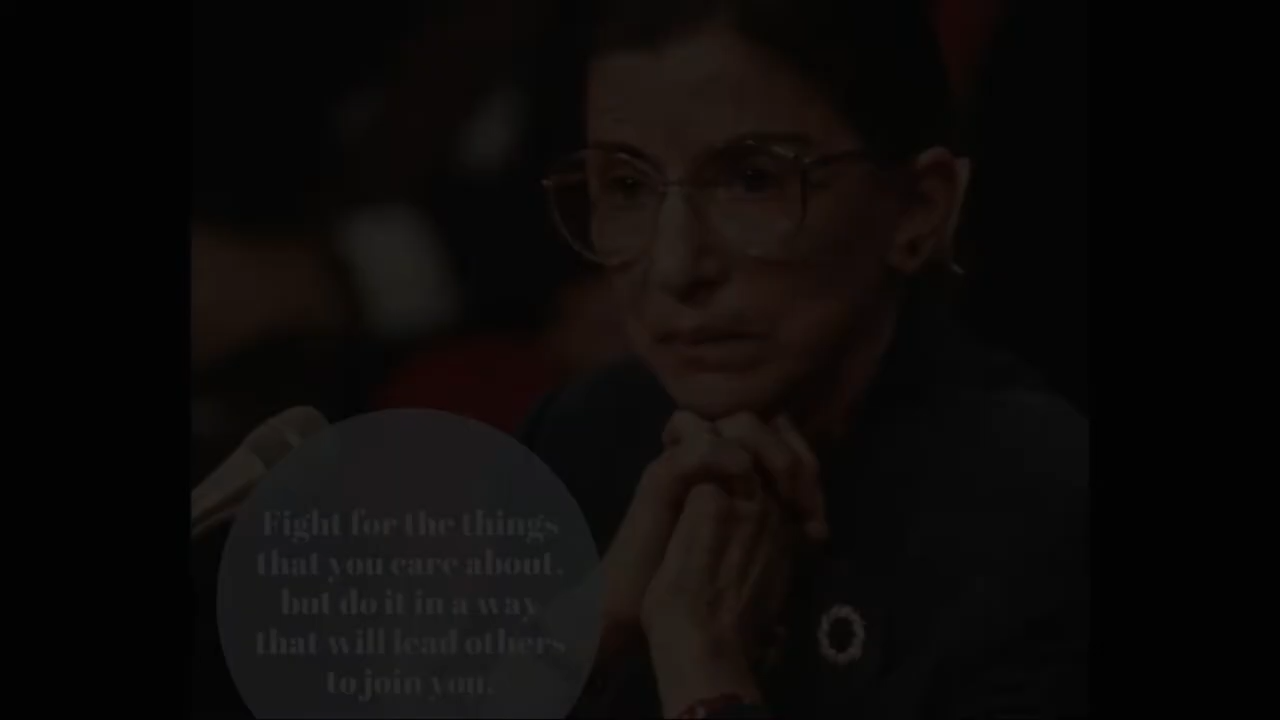 Fight for the things
that you care about,
but do it in a way
that will lead others
to join you.